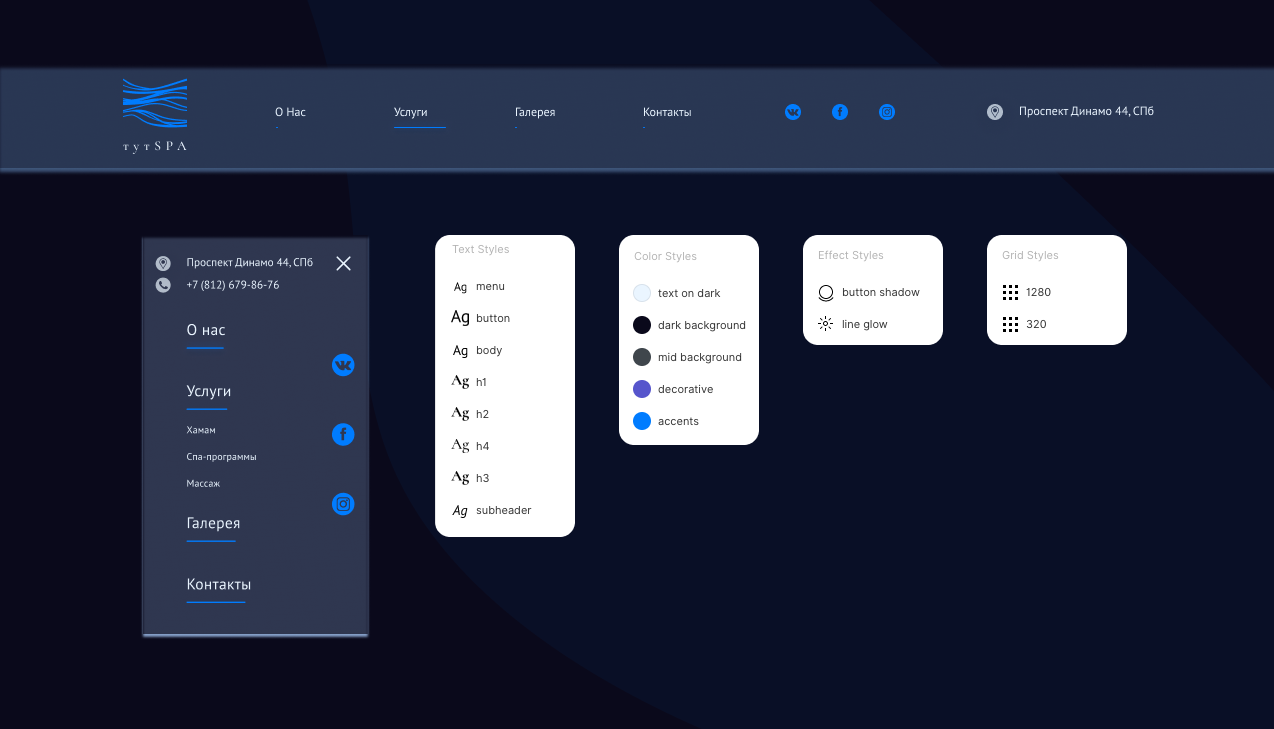 О Нас
Услуги
Галерея
Контакты
Проспект Динамо 44, СПб
тутSPA
Проспект Динамо 44, СПб
+7 (812) 679-86-76
О нас
Услуги
Хамам
Спа-программы
Массаж
Галерея
Контакты
Text Styles
Ag menu
Ag button
Ag body
Ag h1
Ag h2
Ag h4
Ag h3
Ag subheader
Color Styles
text on dark
dark background
mid background
decorative
accents
Effect Styles
button shadow
line glow
Grid Styles
1280
320